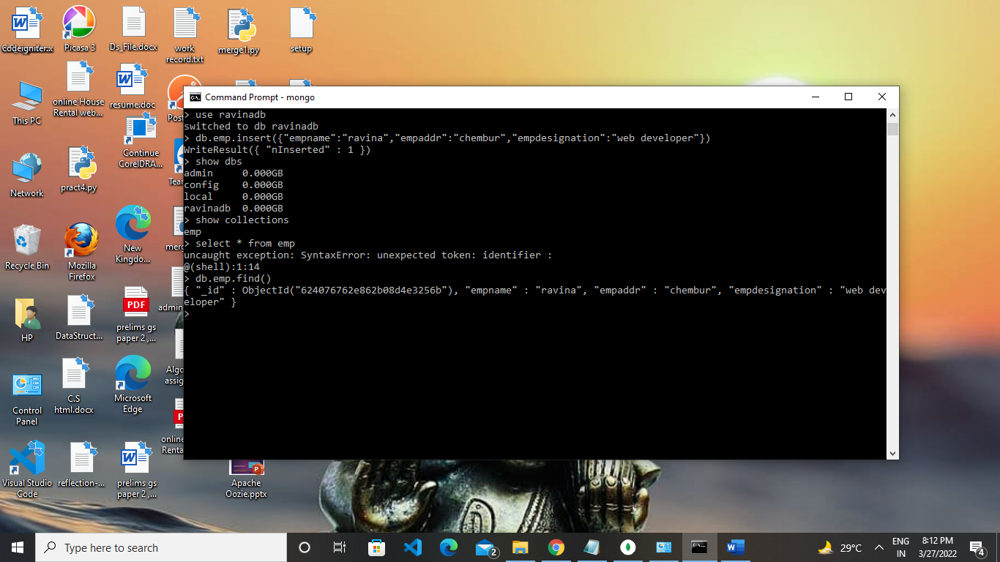 Codeigniter.x
Picasa 3
Ds_File.docx
work
record.txt
merge1.py
setup
This PC
online House
Rental web...
resume.doc
Post
Continue
CorelDRA...
Network
pract4.py
Tear
Recycle Bin
Mozilla
Firefox
New
Kingdo...
merg
HP
DataStruct...
PDF
prelims gs
paper 2 ,...
admin
Control
Panel
C.S
html.docx
Microsoft
Edge
Algo
assig
Visual Studio
Code
reflection-...
prelims gs
paper 2 ,...
online
Renta
Apache
Oozie.pptx
Command Prompt - mongo
> use ravinadb
switched to db ravinadb
> db.emp.insert({"empname":"ravina","empaddr":"chembur","empdesignation":"web developer"})
WriteResult({ "nInserted" : 1 })
> show dbs
admin     0.000GB
config    0.000GB
local     0.000GB
ravinadb  0.000GB
> show collections
emp
> select * from emp
uncaught exception: SyntaxError: unexpected token: identifier :
@(shell):1:14
> db.emp.find()
{ "_id" : ObjectId("624076762e862b08d4e3256b"), "empname" : "ravina", "empaddr" : "chembur", "empdesignation" : "web dev
eloper" }
>
Type here to search
2
29°C
ENG
IN
8:12 PM
3/27/2022
4